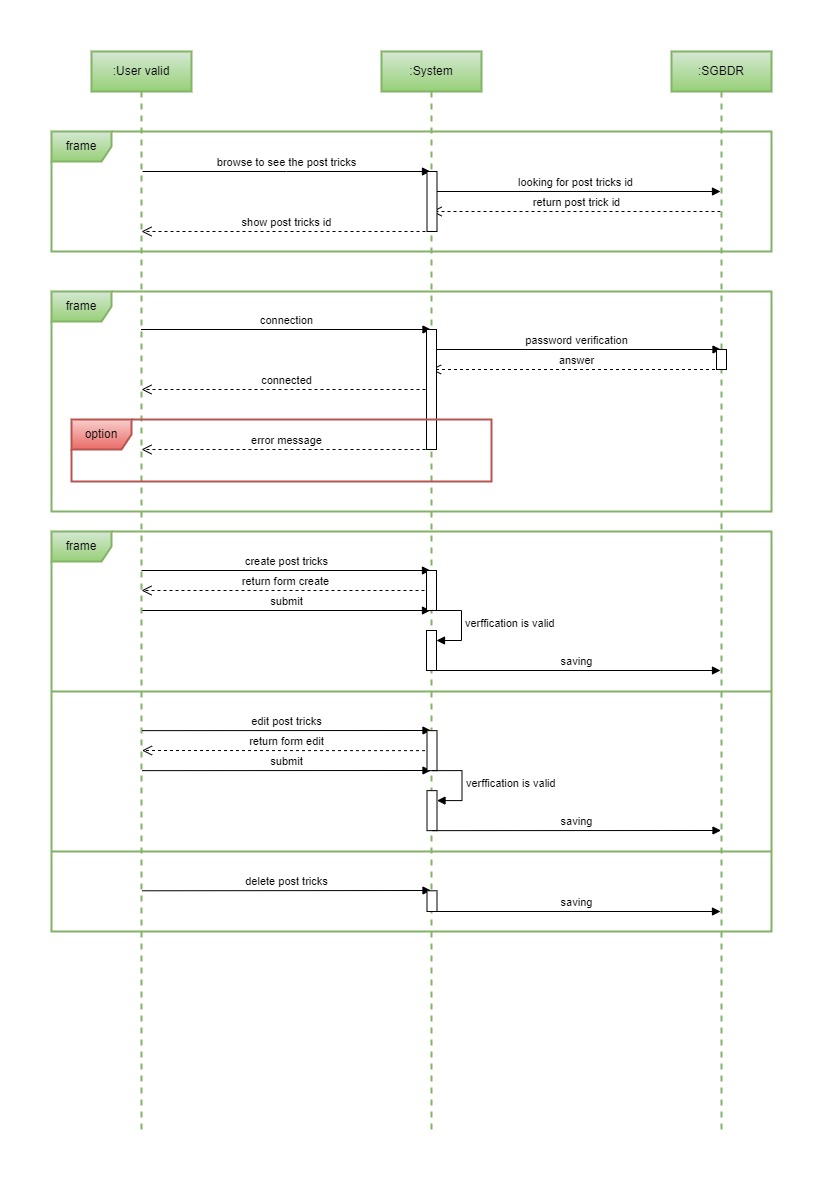 :User valid
:System
:SGBDR
frame
browse to see the post tricks
looking for post tricks id
return post trick id
show post tricks id
frame
connection
password verification
answer
connected
option
error message
frame
create post tricks
return form create
submit
verffication is valid
saving
edit post tricks
return form edit
submit
verffication is valid
saving
delete post tricks
saving